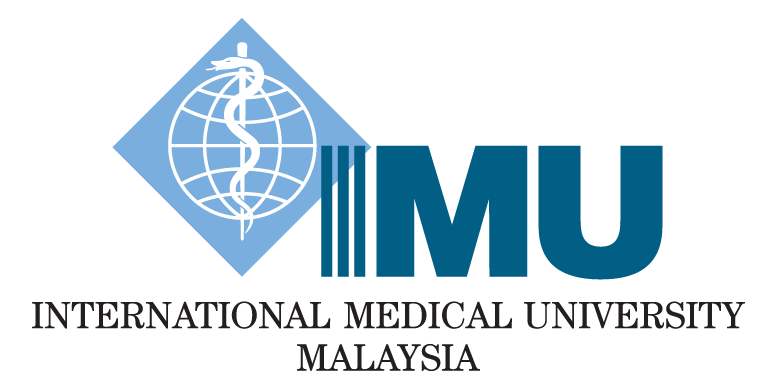 IMU
INTERNATIONAL MEDICAL UNIVERSITY
MALAYSIA